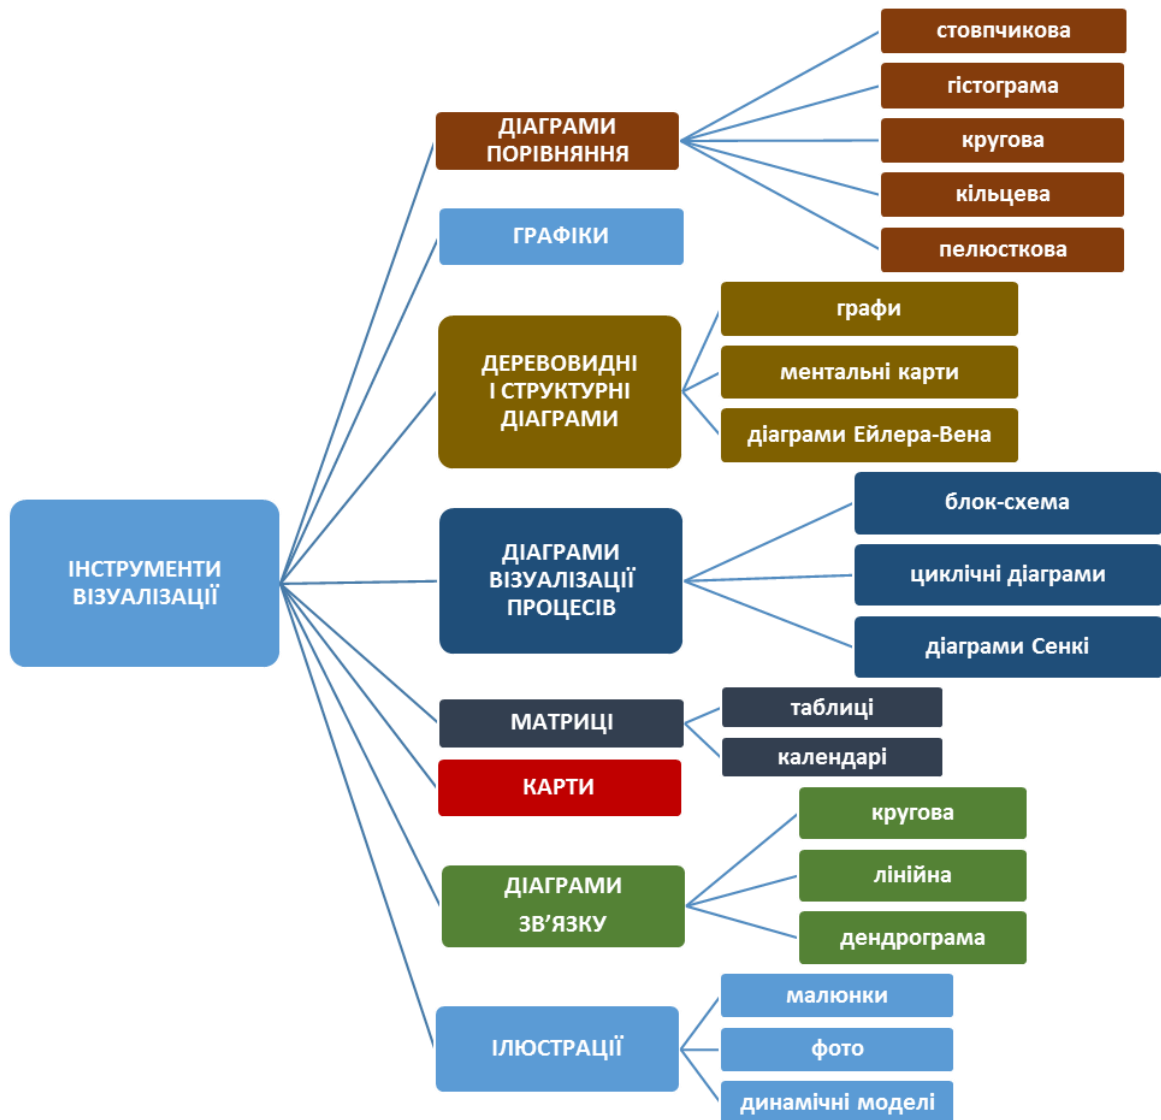 ІНСТРУМЕНТИ
ВІЗУАЛІЗАЦІЇ
ДІАГРАМИ
ПОРІВНЯННЯ
стовпчикова
гістограма
кругова
кільцева
пелюсткова
ГРАФІКИ
ДЕРЕВОВИДНІ
І СТРУКТУРНІ
ДІАГРАМИ
графи
ментальні карти
діаграми Ейлера-Вена
ДІАГРАМИ
ВІЗУАЛІЗАЦІЇ
ПРОЦЕСІВ
блок-схема
циклічні діаграми
діаграми Сенкі
МАТРИЦІ
таблиці
календарі
КАРТИ
ДІАГРАМИ
ЗВ’ЯЗКУ
кругова
лінійна
дендрограма
ІЛЮСТРАЦІЇ
малюнки
фото
динамічні моделі